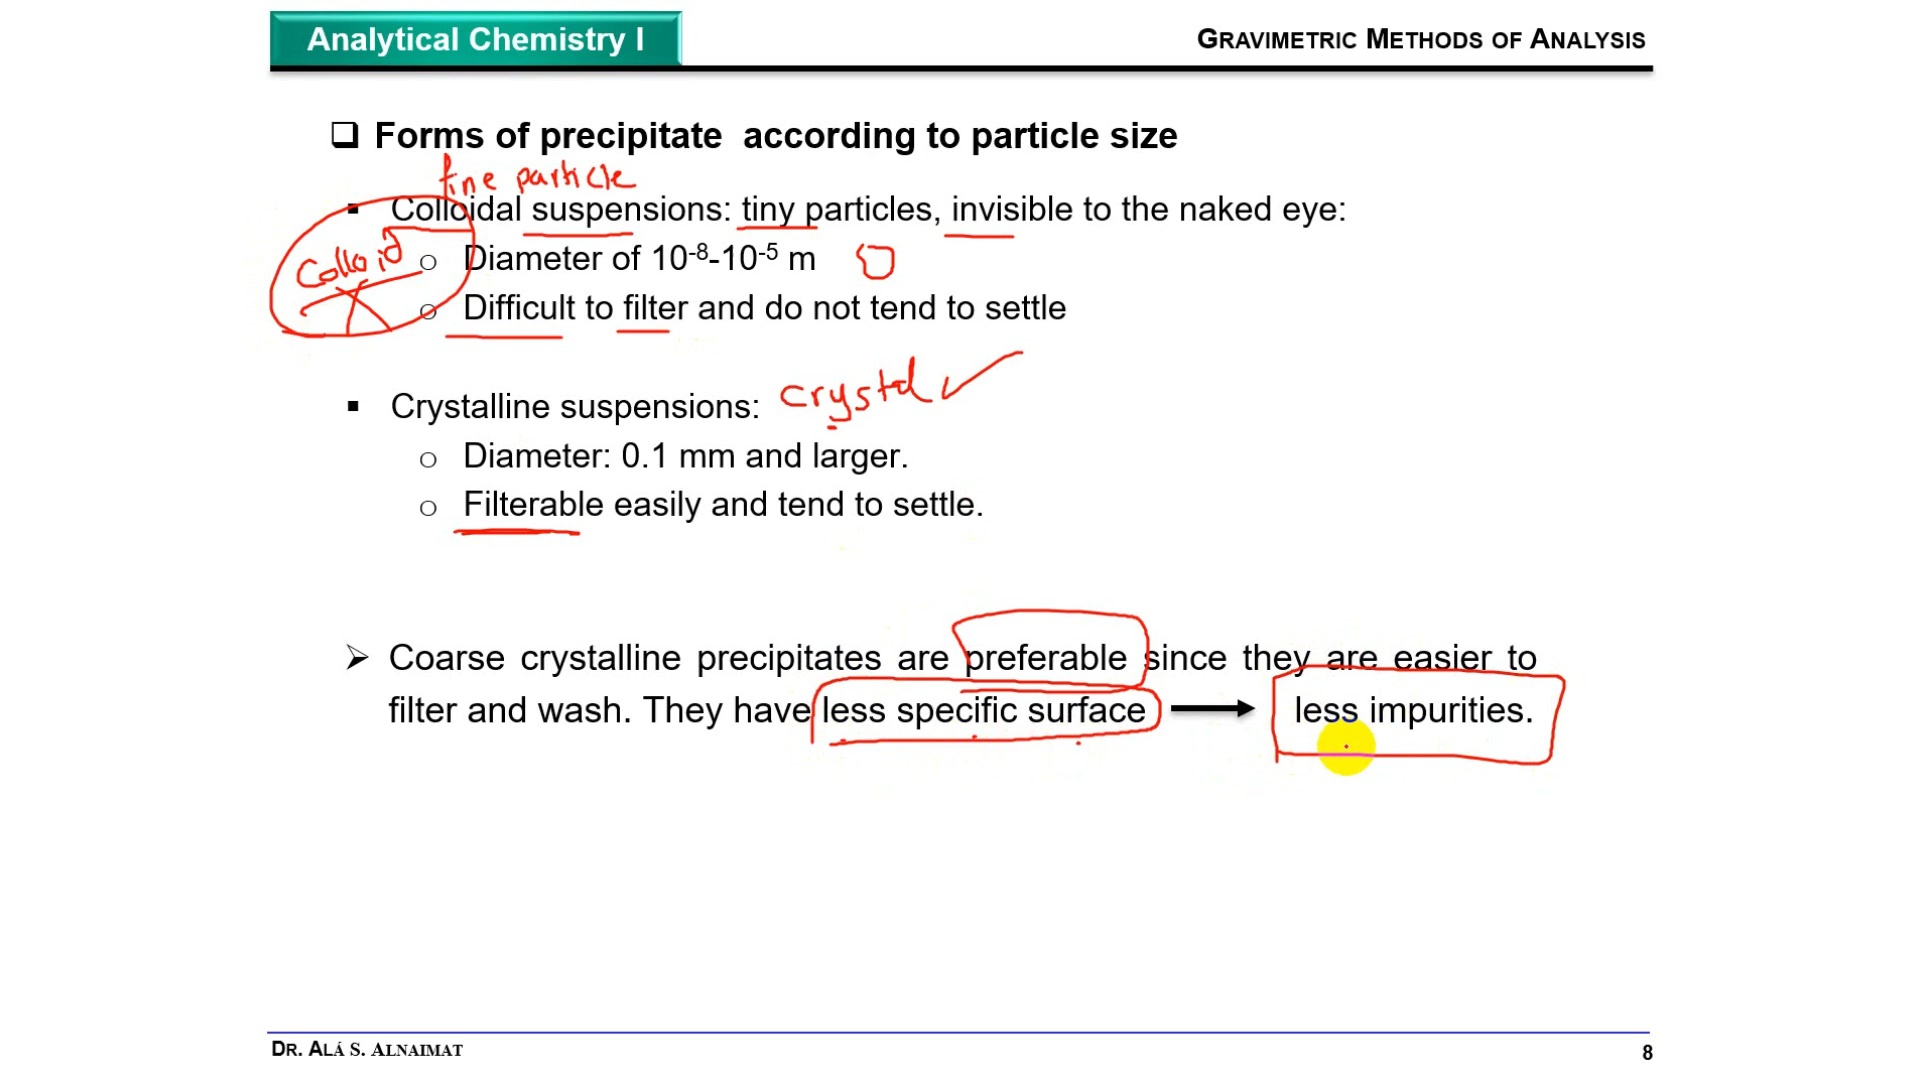 Analytical Chemistry I
GRAVIMETRIC METHODS OF ANALYSIS
❑ Forms of precipitate according to particle size
fine particle
▪ Colloidal suspensions: tiny particles, invisible to the naked eye:
Colloid
o Diameter of 10⁻⁸-10⁻⁵ m
o Difficult to filter and do not tend to settle
▪ Crystalline suspensions: crystal ✓
o Diameter: 0.1 mm and larger.
o Filterable easily and tend to settle.
➢ Coarse crystalline precipitates are preferable since they are easier to
filter and wash. They have less specific surface → less impurities.
DR. ALÁ S. ALNAIMAT
8